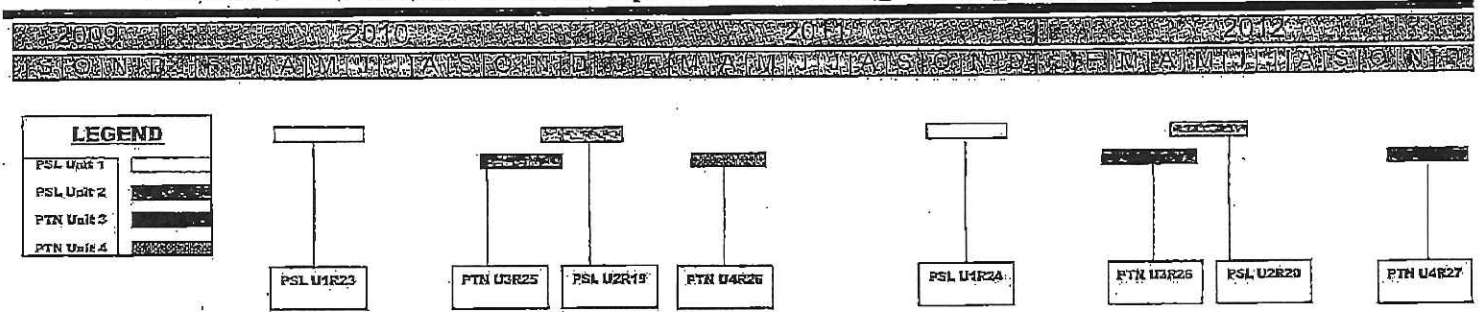 2009 2010 2011 2012
O N D J F M A M J J A S O N D J F M A M J J A S O N D J F M A M J J A S O N D
LEGEND
PSL Unit 1
PSL Unit 2
PTN Unit 3
PTN Unit 4
PSL U1R23
PTN U3R25
PSL U2R19
PTN U4R26
PSL U1R24
PTN U3R26
PSL U2R20
PTN U4R27